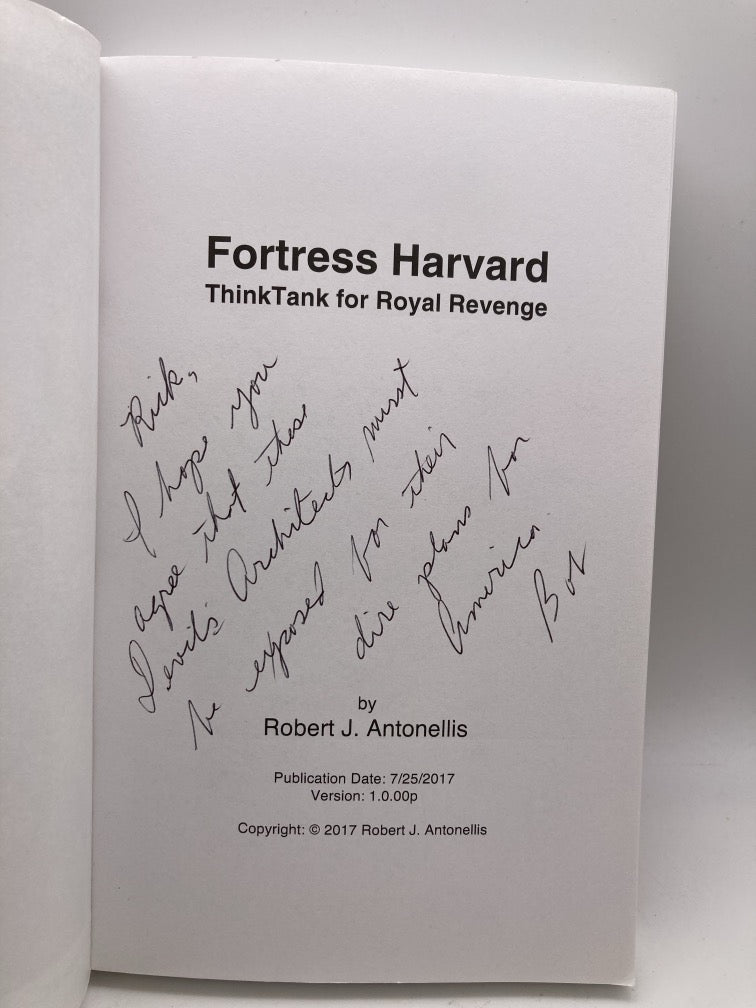 Fortress Harvard
ThinkTank for Royal Revenge
Rick,
I hope you
agree that these
Devil's Architects must
be exposed for their
dire plans for
America
Bob
by
Robert J. Antonellis
Publication Date: 7/25/2017
Version: 1.0.00p
Copyright: © 2017 Robert J. Antonellis